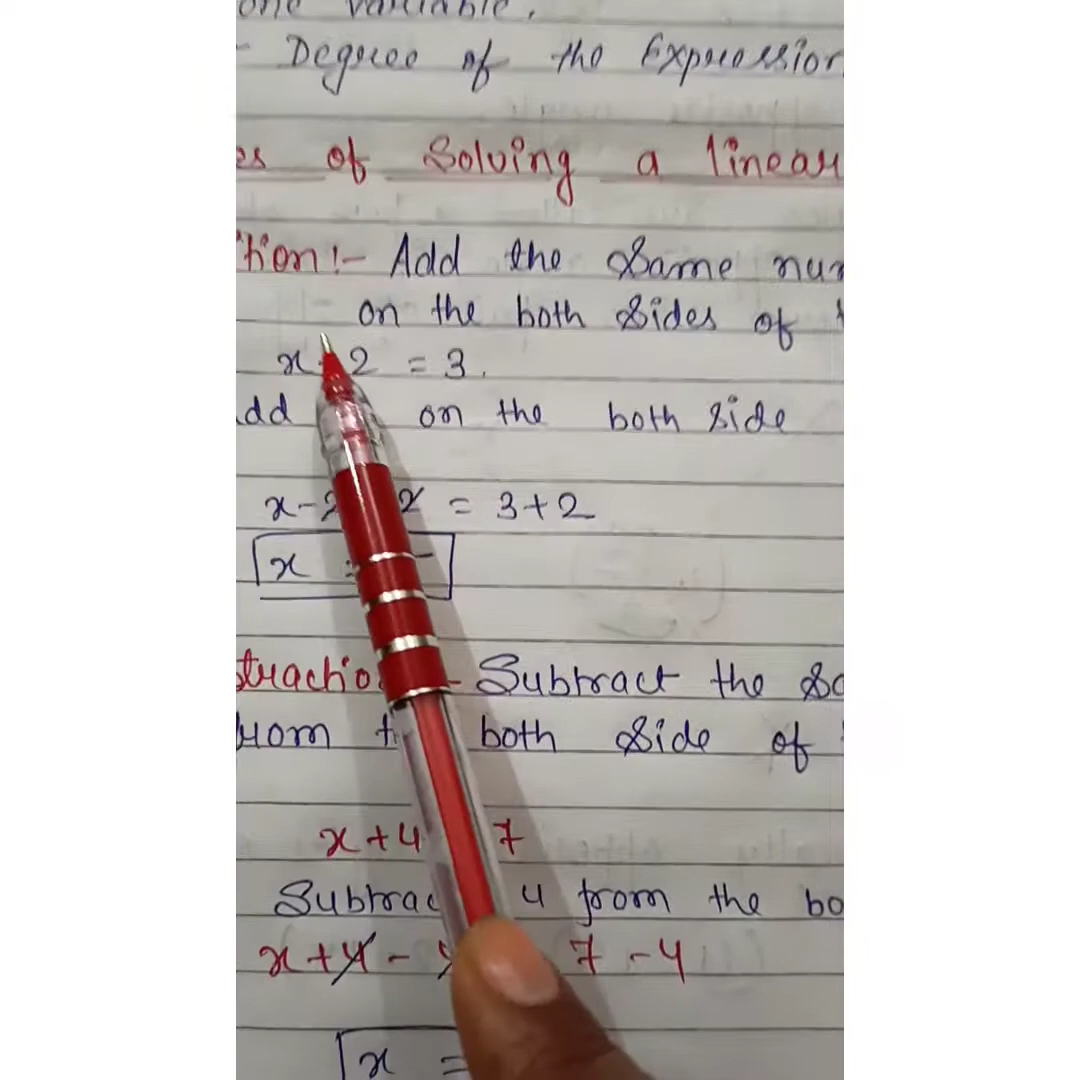 one variable.
- Degree of the Expression
es of Solving a linear
ition:- Add the Same num
on the both Sides of
x-2 = 3.
dd on the both Side
x-2 2 = 3+2
x =
traction - Subtract the Sa
from both Side of
x+4 7
Subtrac 4 from the bo
x+4- 7-4
x =